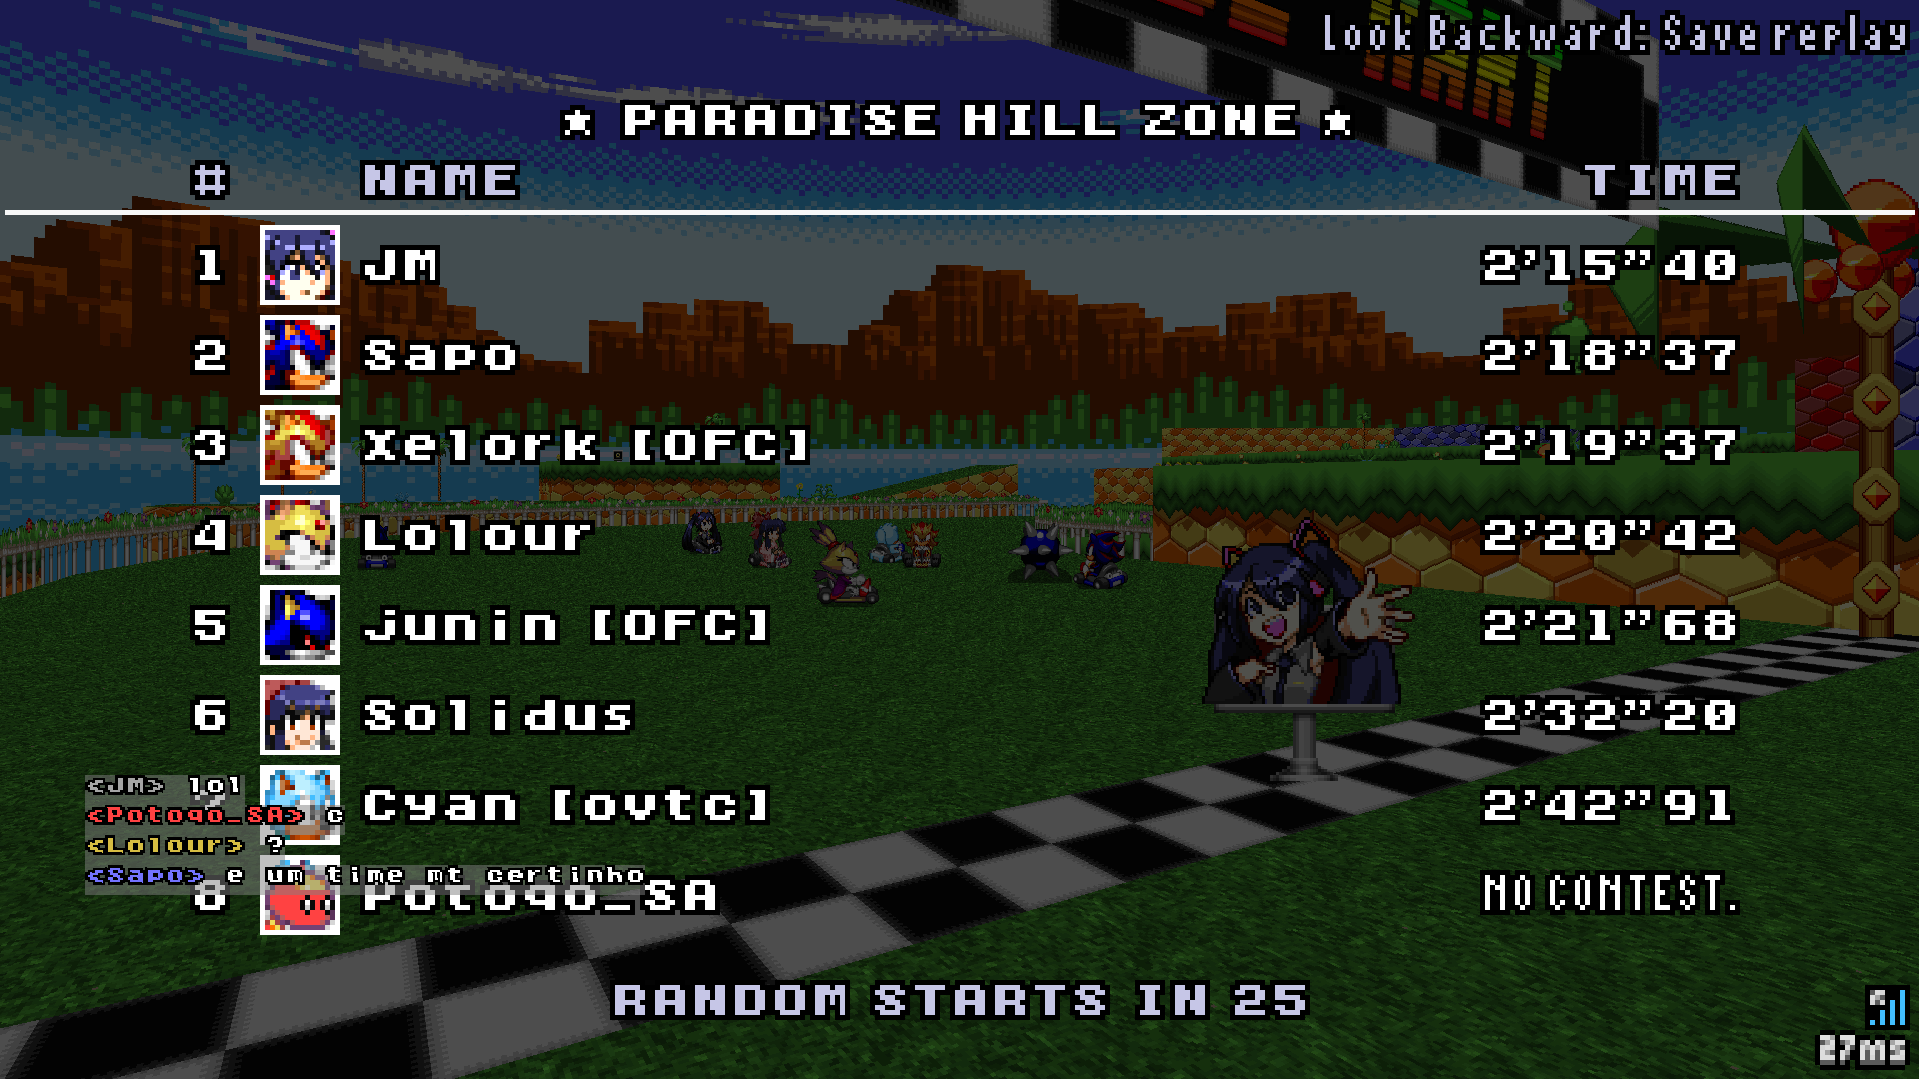 Look Backward: Save replay
★ PARADISE HILL ZONE ★
# NAME TIME
1 JM 2'15"40
2 Sapo 2'18"37
3 Xelork [OFC] 2'19"37
4 Lolour 2'20"42
5 junin [OFC] 2'21"68
6 Solidus 2'32"20
Cyan [ovtc] 2'42"91
8 Potoqo_SA NO CONTEST.
<JM> lol
<Potoqo_SA> c
<Lolour> ?
<Sapo> e um time mt certinho
RANDOM STARTS IN 25
27ms